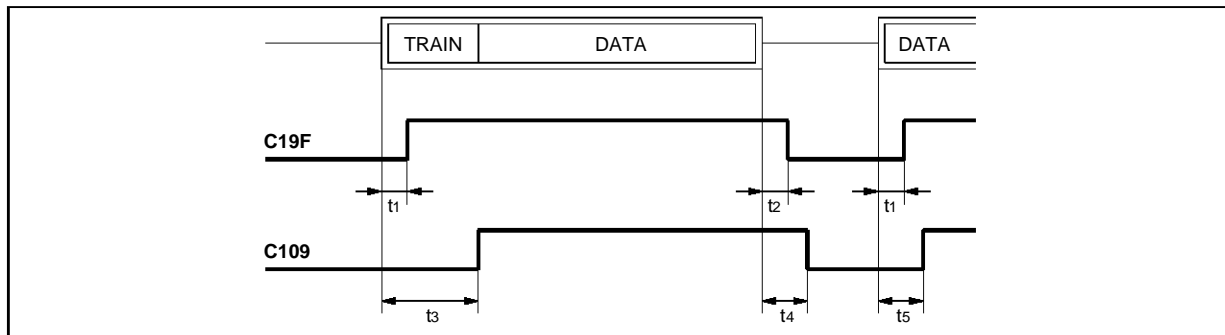 TRAIN DATA DATA
C19F
t1 t2 t1
C109
t3 t4 t5